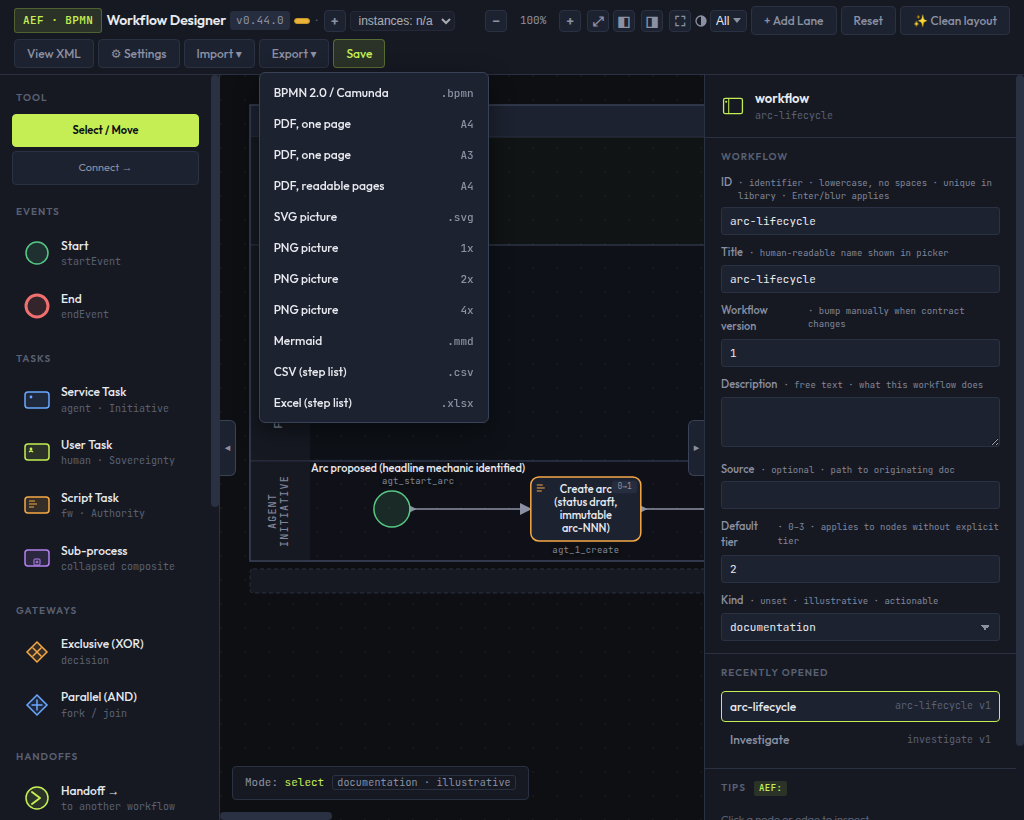 AEF · BPMN Workflow Designer v0.44.0 · + instances: n/a − 100% + All + Add Lane Reset ✨ Clean layout
View XML ⚙ Settings Import ▾ Export ▾ Save
TOOL
Select / Move
Connect →
EVENTS
Start
startEvent
End
endEvent
TASKS
Service Task
agent · Initiative
User Task
human · Sovereignty
Script Task
fw · Authority
Sub-process
collapsed composite
GATEWAYS
Exclusive (XOR)
decision
Parallel (AND)
fork / join
HANDOFFS
Handoff →
to another workflow
BPMN 2.0 / Camunda .bpmn
PDF, one page A4
PDF, one page A3
PDF, readable pages A4
SVG picture .svg
PNG picture 1x
PNG picture 2x
PNG picture 4x
Mermaid .mmd
CSV (step list) .csv
Excel (step list) .xlsx
AGENT
INITIATIVE
Arc proposed (headline mechanic identified)
agt_start_arc
Create arc 0→1
(status draft,
immutable
arc-NNN)
agt_1_create
Mode: select documentation · illustrative
workflow
arc-lifecycle
WORKFLOW
ID · identifier · lowercase, no spaces · unique in
library · Enter/blur applies
arc-lifecycle
Title · human-readable name shown in picker
arc-lifecycle
Workflow version · bump manually when contract changes
1
Description · free text · what this workflow does
Source · optional · path to originating doc
Default tier · 0–3 · applies to nodes without explicit tier
2
Kind · unset · illustrative · actionable
documentation
RECENTLY OPENED
arc-lifecycle arc-lifecycle v1
Investigate investigate v1
TIPS AEF:
Click a node or edge to inspect